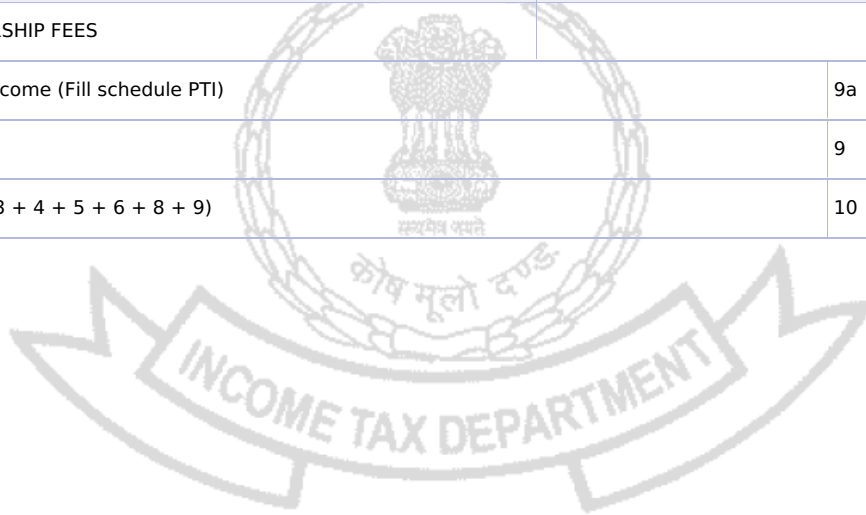 SHIP FEES
come (Fill schedule PTI) 9a
9
3 + 4 + 5 + 6 + 8 + 9) 10
सत्यमेव जयते
कोष मूलो दण्डः
INCOME TAX DEPARTMENT